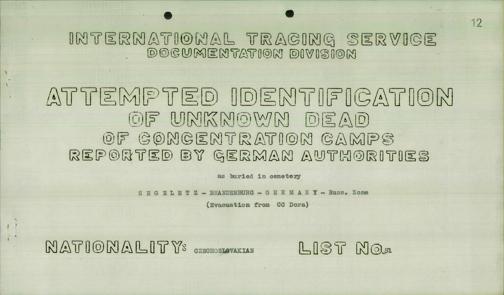 12
INTERNATIONAL TRACING SERVICE
DOCUMENTATION DIVISION
ATTEMPTED IDENTIFICATION
OF UNKNOWN DEAD
OF CONCENTRATION CAMPS
REPORTED BY GERMAN AUTHORITIES
as buried in cemetery
SEGELETZ - BRANDENBURG - GERMANY - Russ. Zone
(Evacuation from CC Dora)
NATIONALITY: CZECHOSLOVAKIAN LIST No.